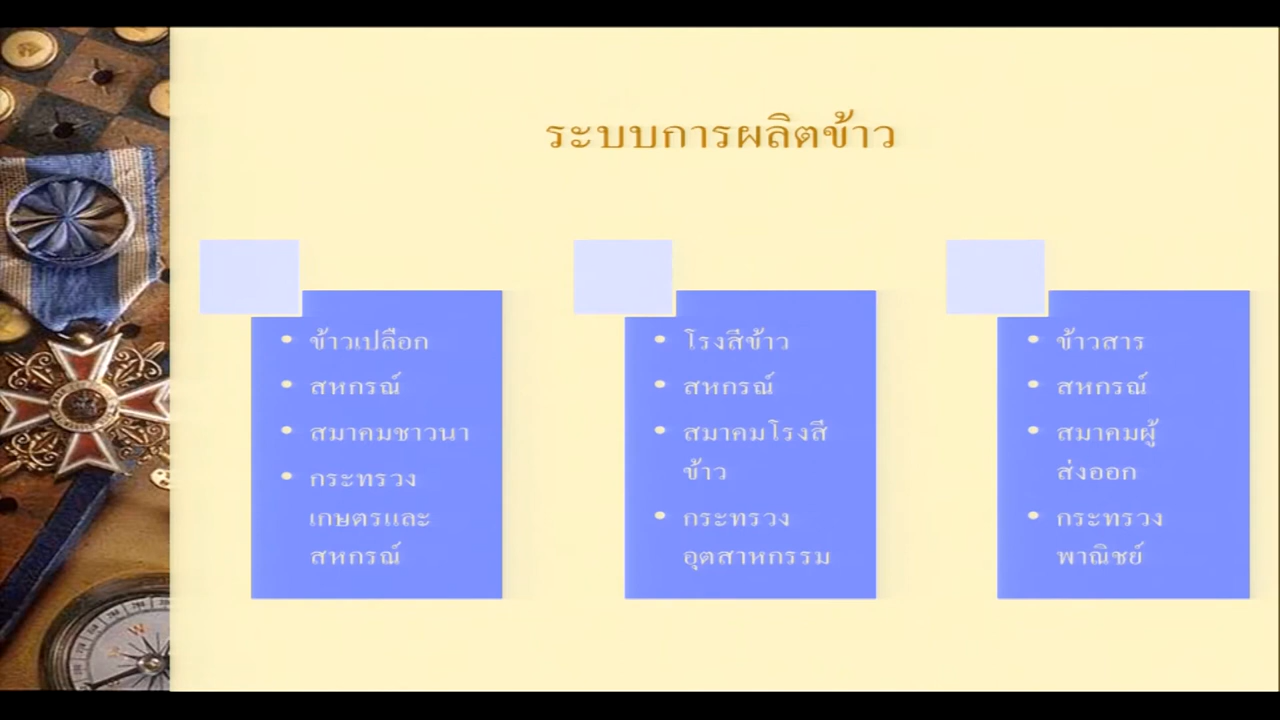 ระบบการผลิตข้าว
• ข้าวเปลือก
• สหกรณ์
• สมาคมชาวนา
• กระทรวง
เกษตรและ
สหกรณ์
• โรงสีข้าว
• สหกรณ์
• สมาคมโรงสี
ข้าว
• กระทรวง
อุตสาหกรรม
• ข้าวสาร
• สหกรณ์
• สมาคมผู้
ส่งออก
• กระทรวง
พาณิชย์